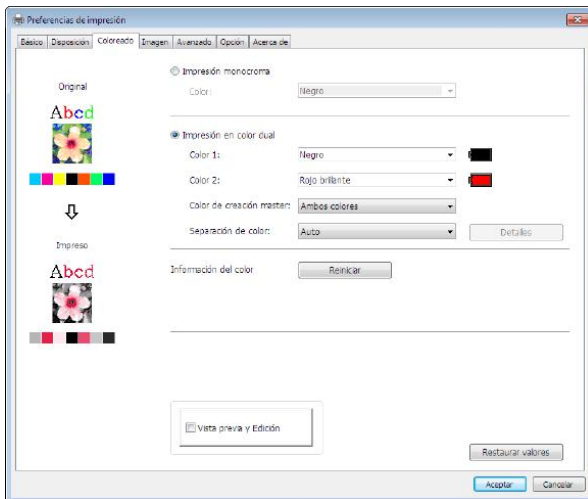 Preferencias de impresión
Básico Disposición Coloreado Imagen Avanzado Opción Acerca de
Original
Abcd
Impreso
Abcd
Impresión monocroma
Color: Negro
Impresión en color dual
Color 1: Negro
Color 2: Rojo brillante
Color de creación master: Ambos colores
Separación de color: Auto Detalles
Información del color Reiniciar
Vista previa y Edición
Restaurar valores
Aceptar Cancelar